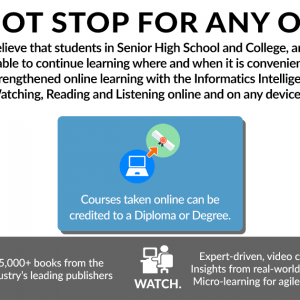 OT STOP FOR ANY O
elieve that students in Senior High School and College, an
able to continue learning where and when it is convenien
rengthened online learning with the Informatics Intellige
Watching, Reading and Listening online and on any device
Courses taken online can be
credited to a Diploma or Degree.
5,000+ books from the
ustry's leading publishers
WATCH.
Expert-driven, video c
Insights from real-world
Micro-learning for agile